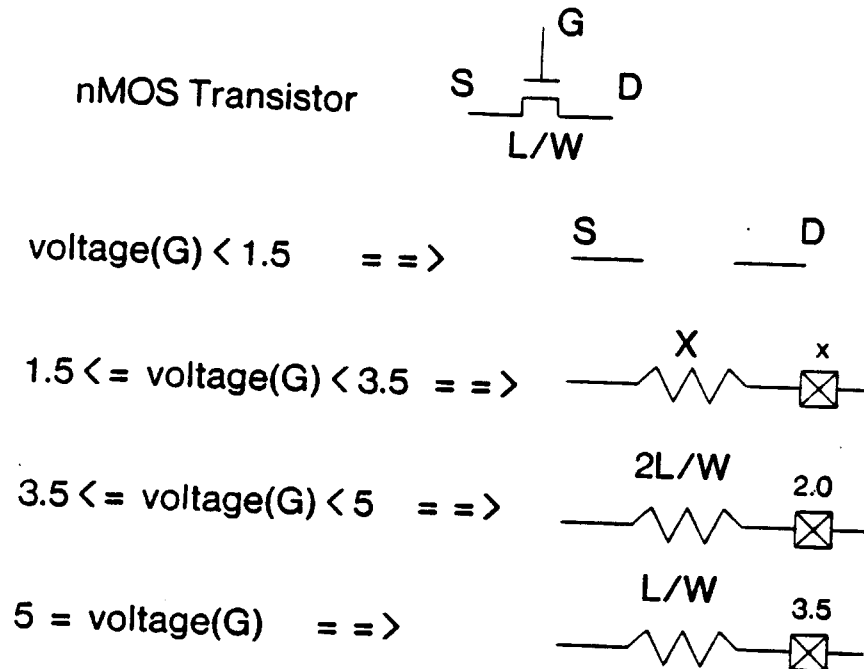 G
nMOS Transistor S D
L/W
S D
voltage(G) < 1.5 = = >
X x
1.5 <= voltage(G) < 3.5 = = >
2L/W 2.0
3.5 <= voltage(G) < 5 = = >
L/W 3.5
5 = voltage(G) = = >